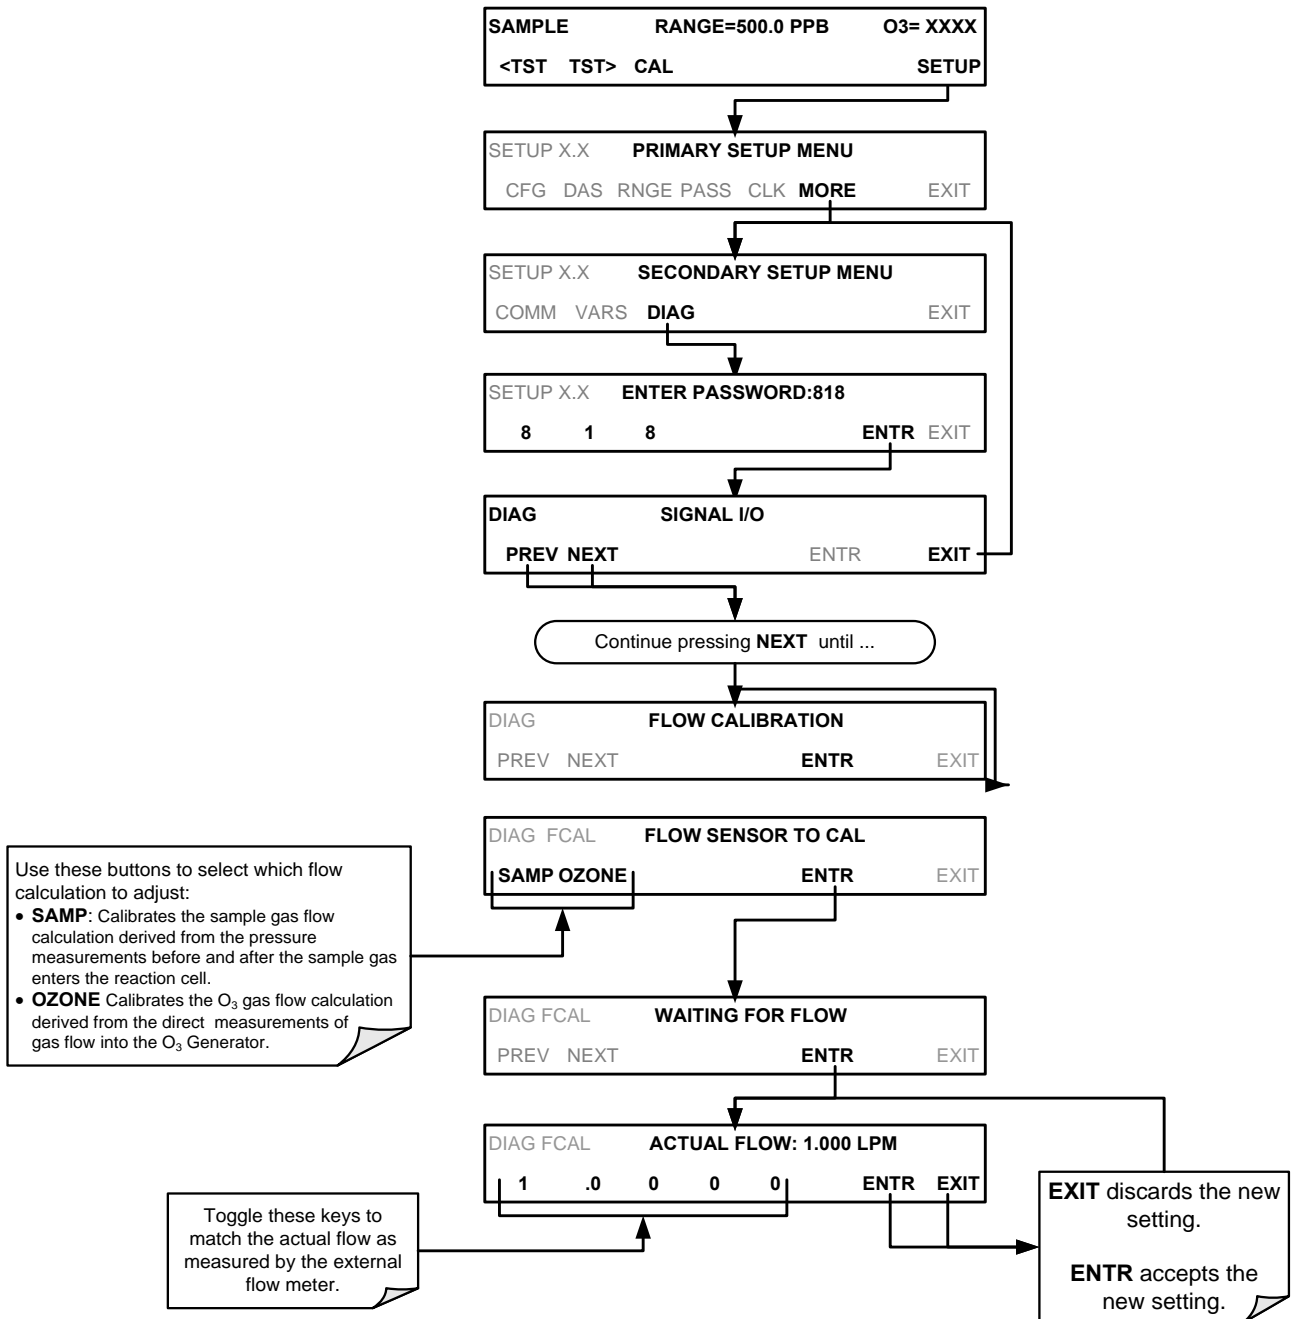 SAMPLE RANGE=500.0 PPB O3= XXXX
<TST TST> CAL SETUP
SETUP X.X PRIMARY SETUP MENU
CFG DAS RNGE PASS CLK MORE EXIT
SETUP X.X SECONDARY SETUP MENU
COMM VARS DIAG EXIT
SETUP X.X ENTER PASSWORD:818
8 1 8 ENTR EXIT
DIAG SIGNAL I/O
PREV NEXT ENTR EXIT
Continue pressing NEXT until ...
DIAG FLOW CALIBRATION
PREV NEXT ENTR EXIT
DIAG FCAL FLOW SENSOR TO CAL
SAMP OZONE ENTR EXIT
Use these buttons to select which flow
calculation to adjust:
• SAMP: Calibrates the sample gas flow
calculation derived from the pressure
measurements before and after the sample gas
enters the reaction cell.
• OZONE Calibrates the O₃ gas flow calculation
derived from the direct measurements of
gas flow into the O₃ Generator.
DIAG FCAL WAITING FOR FLOW
PREV NEXT ENTR EXIT
DIAG FCAL ACTUAL FLOW: 1.000 LPM
1 .0 0 0 0 ENTR EXIT
Toggle these keys to
match the actual flow as
measured by the external
flow meter.
EXIT discards the new
setting.
ENTR accepts the
new setting.